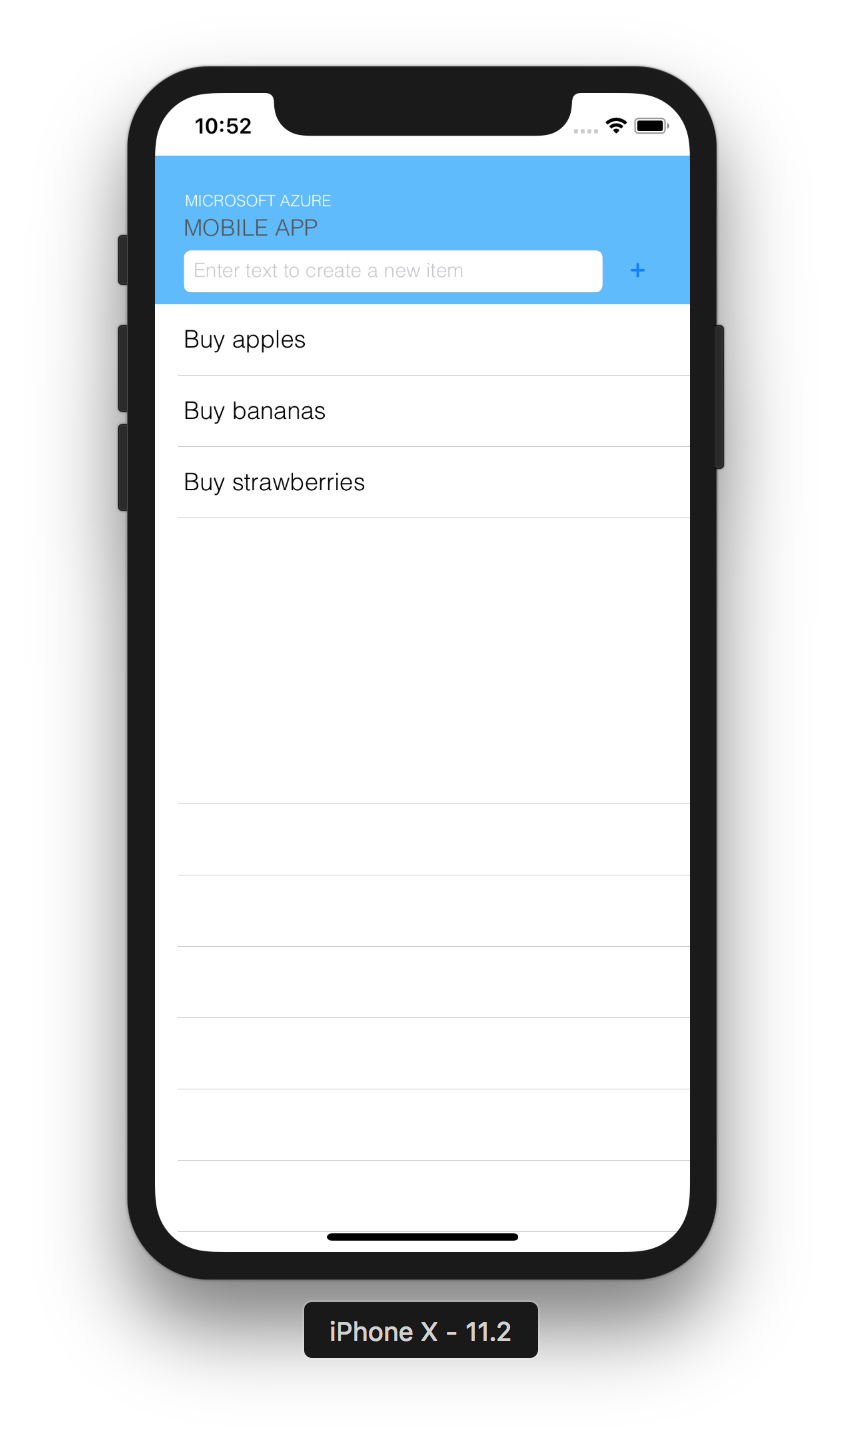 10:52
MICROSOFT AZURE
MOBILE APP
Enter text to create a new item
+
Buy apples
Buy bananas
Buy strawberries
iPhone X - 11.2